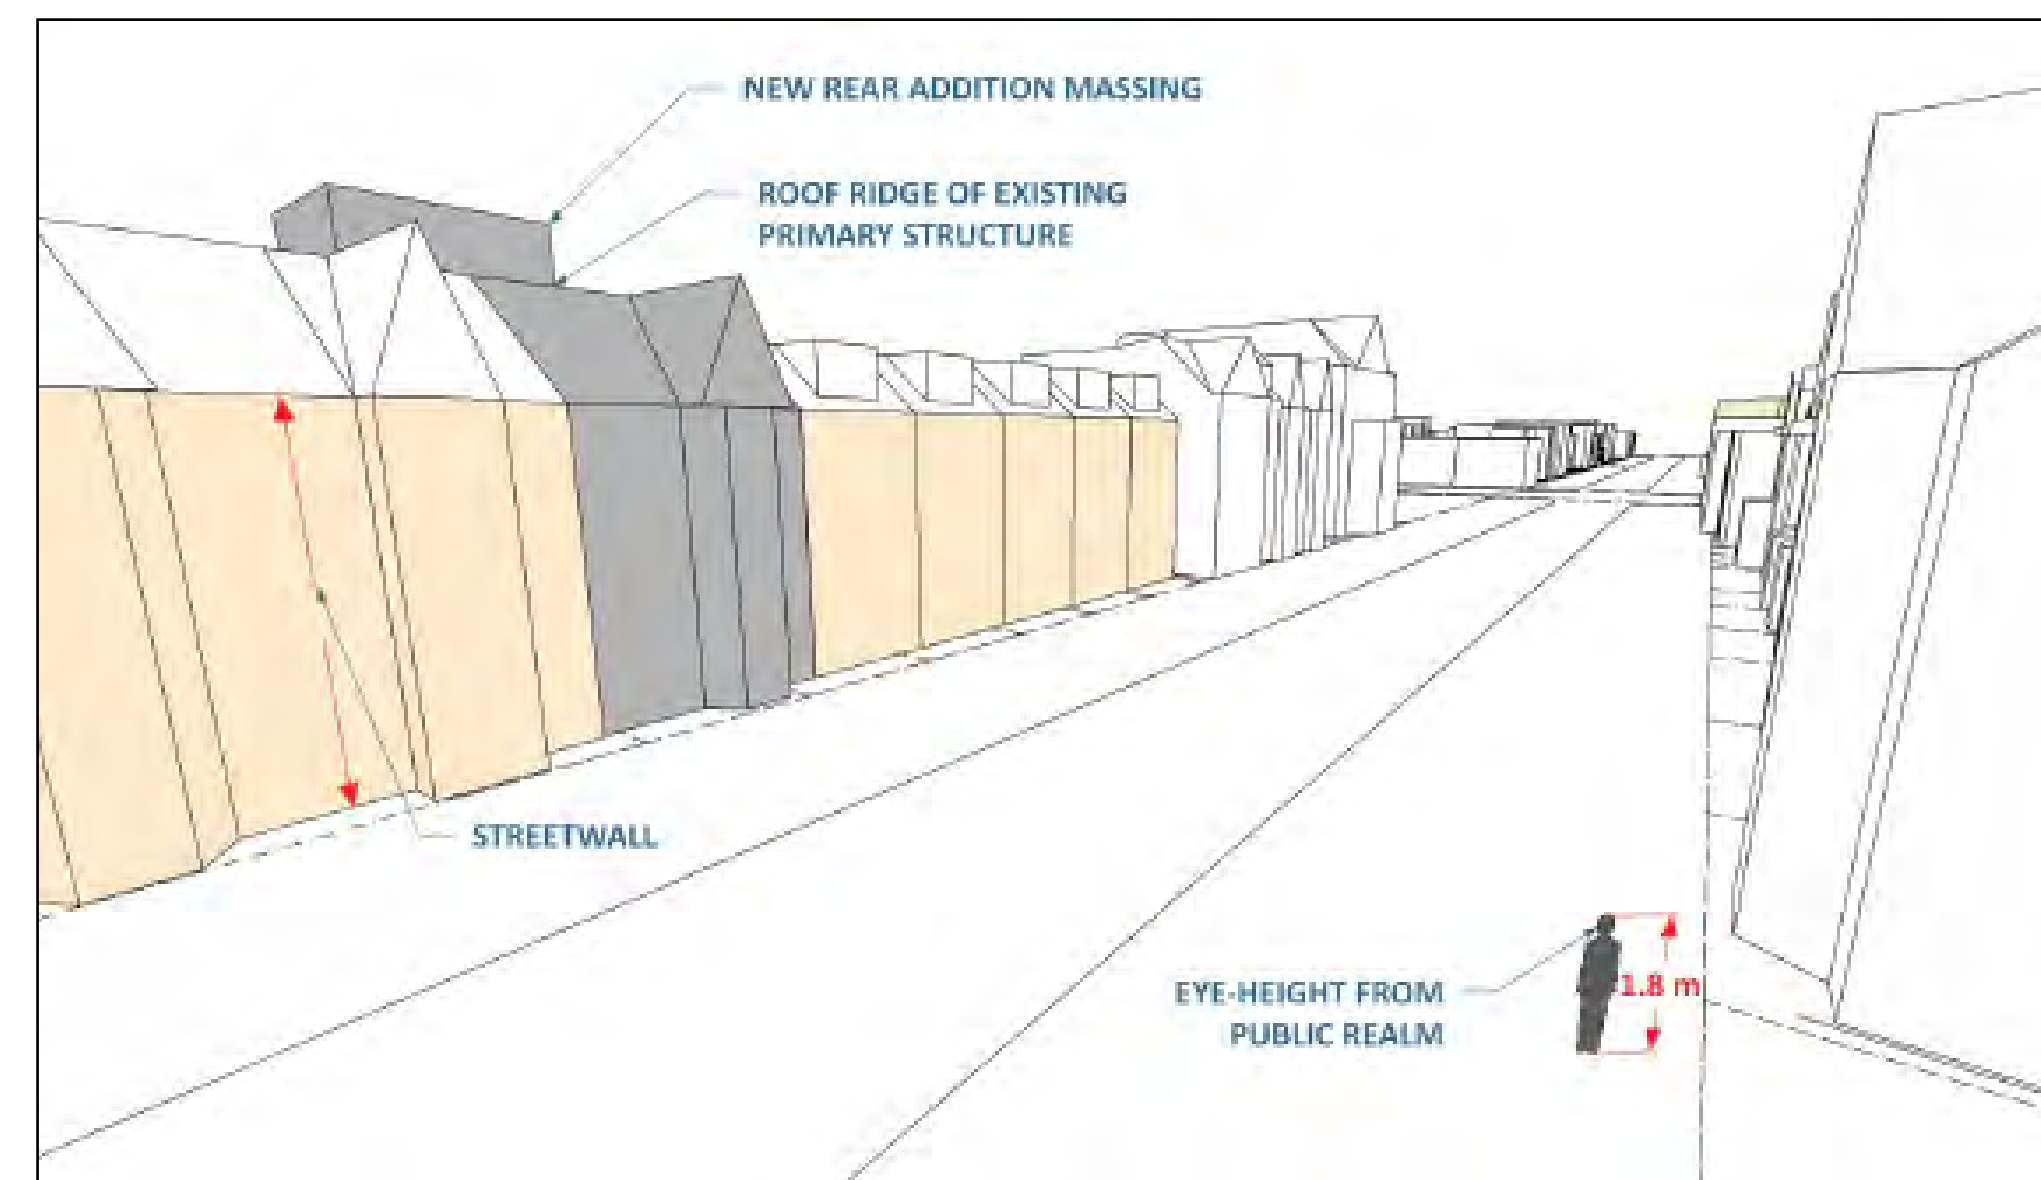 NEW REAR ADDITION MASSING
ROOF RIDGE OF EXISTING
PRIMARY STRUCTURE
STREETWALL
EYE-HEIGHT FROM
PUBLIC REALM
1.8 m